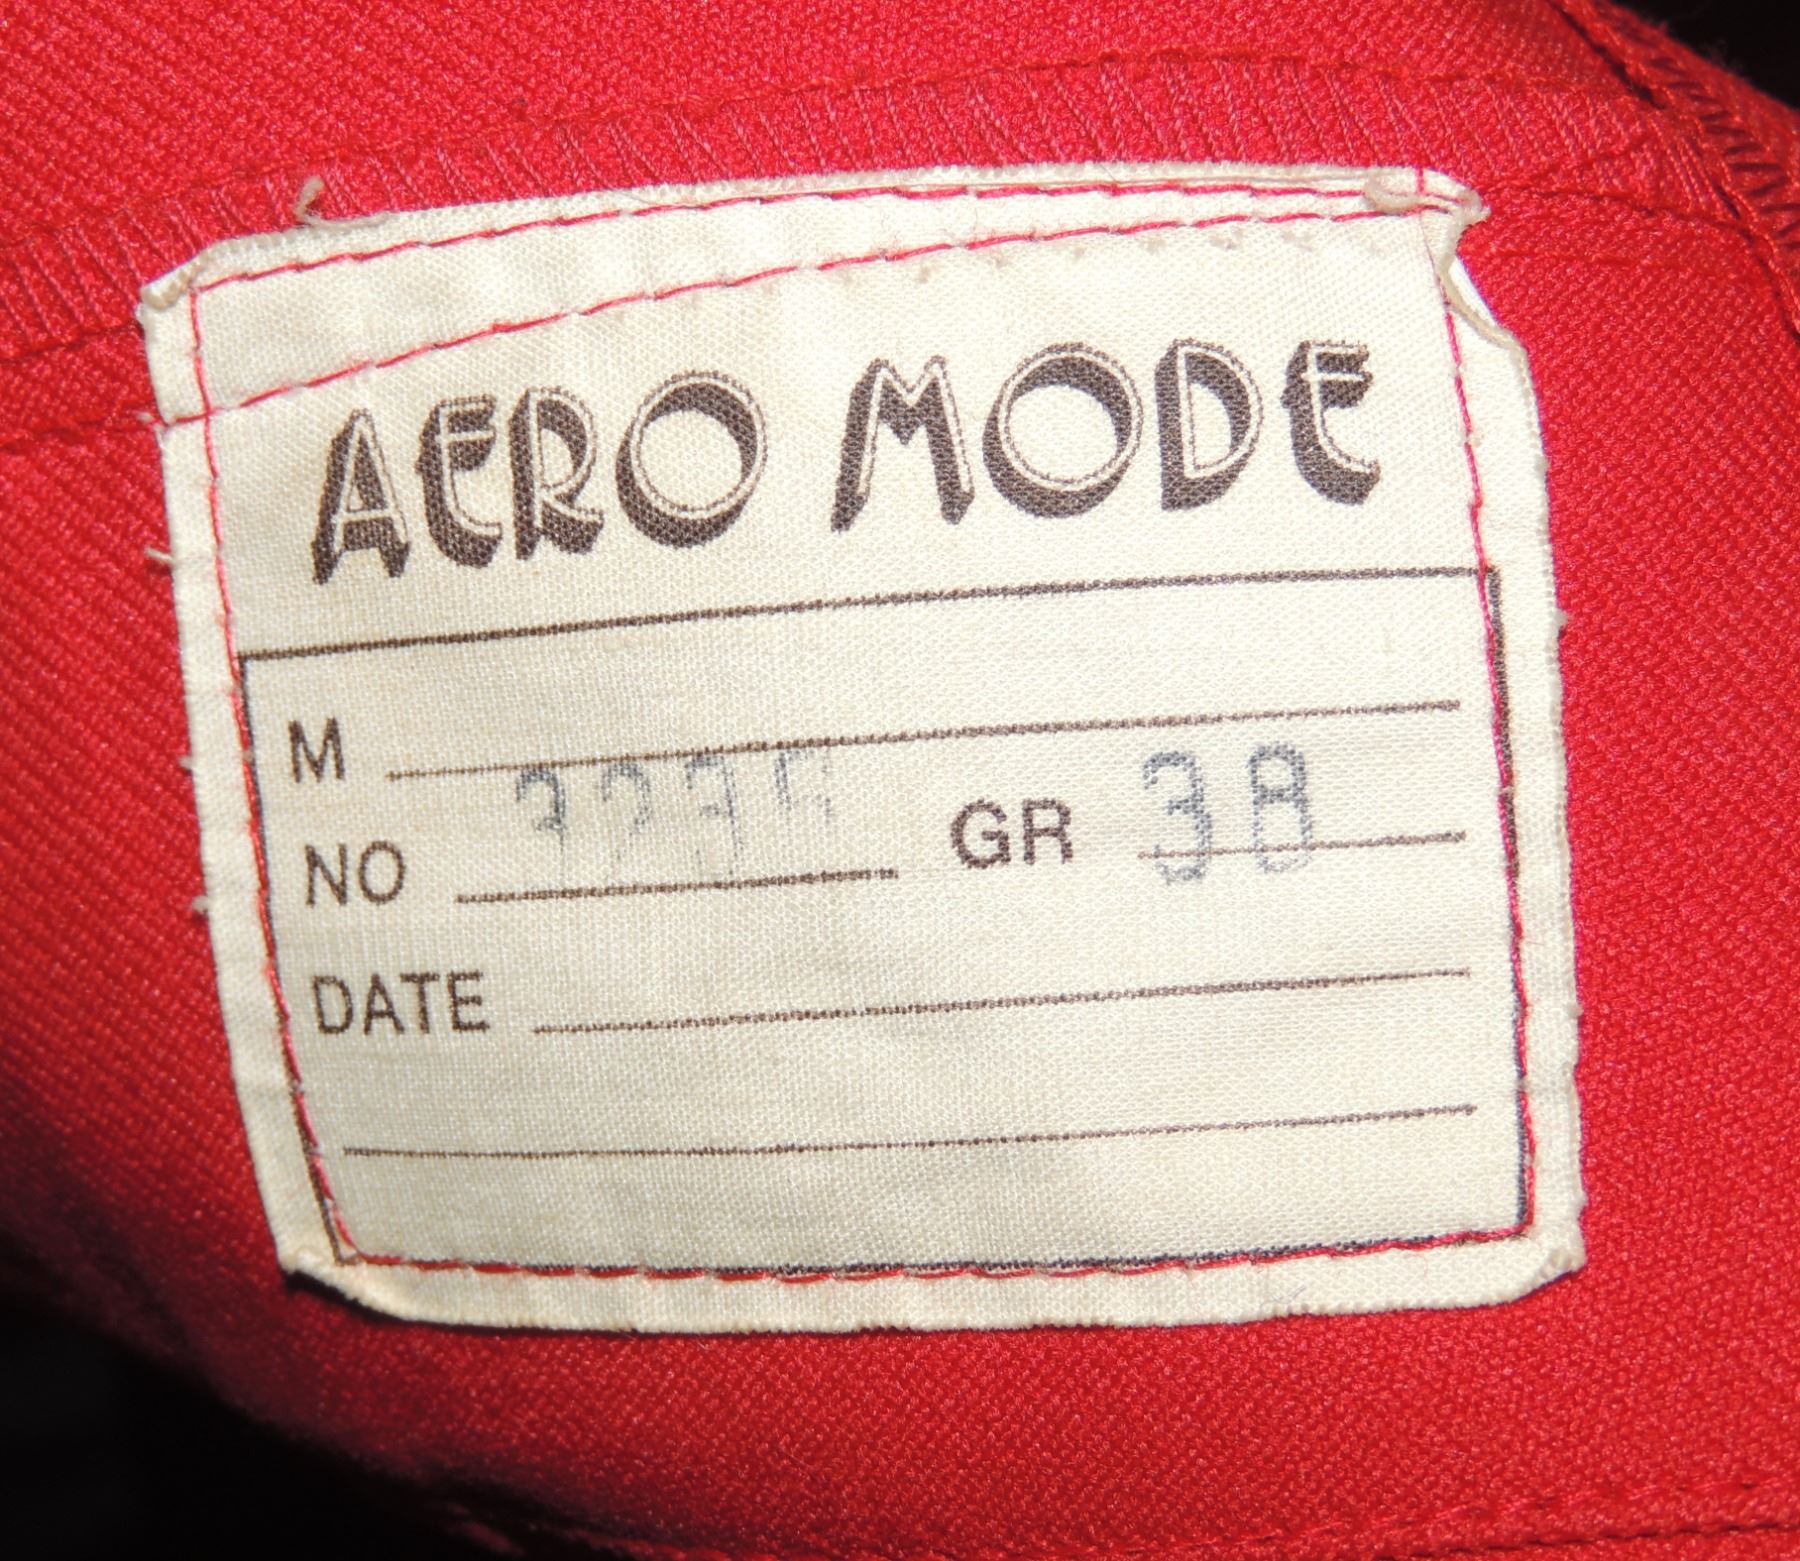 AERO MODE
M
NO GR 38
DATE